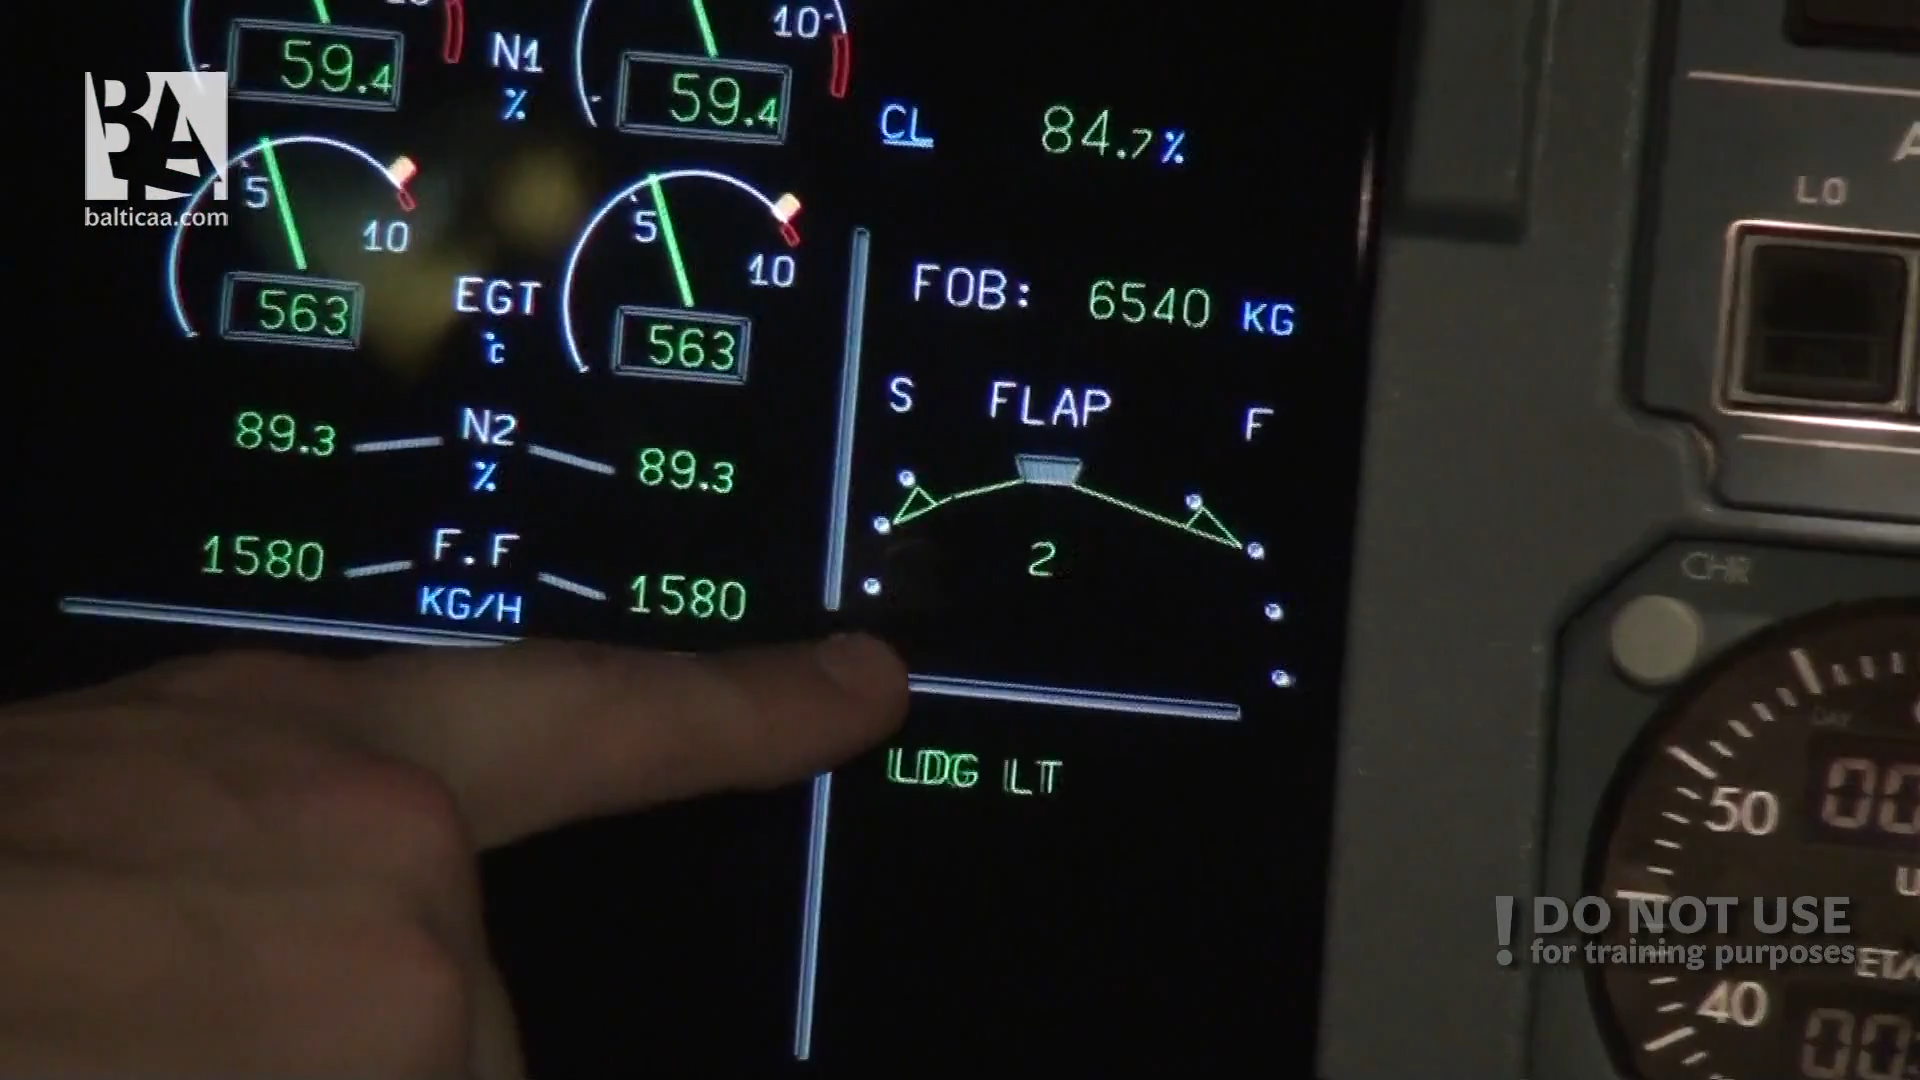 10
59.4
N1
%
59.4
10
CL
84.7%
BAA
balticaa.com
5
10
5
10
563
EGT
°c
563
FOB: 6540 KG
S FLAP F
2
89.3 N2 89.3
%
1580 F.F 1580
KG/H
LDG LT
LO
CHR
DAY
50
40
! DO NOT USE
for training purposes